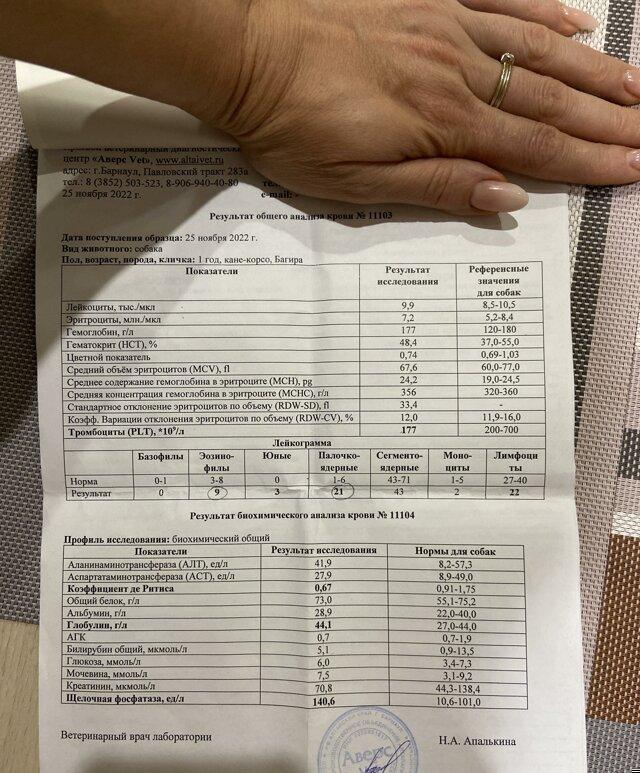 центр «Аверс Vet», www.altaivet.ru
адрес: г.Барнаул, Павловский тракт 283а
тел.: 8 (3852) 503-523, 8-906-940-40-80
25 ноября 2022 г. e-mail:
Результат общего анализа крови № 11103
Дата поступления образца: 25 ноября 2022 г.
Вид животного: собака
Пол, возраст, порода, кличка: 1 год, кане-корсо, Багира
Показатели Результат исследования Референсные значения для собак
Лейкоциты, тыс./мкл 9,9 8,5-10,5
Эритроциты, млн./мкл 7,2 5,2-8,4
Гемоглобин, г/л 177 120-180
Гематокрит (НСТ), % 48,4 37,0-55,0
Цветной показатель 0,74 0,69-1,03
Средний объём эритроцитов (MCV), fl 67,6 60,0-77,0
Среднее содержание гемоглобина в эритроците (МСН), pg 24,2 19,0-24,5
Средняя концентрация гемоглобина в эритроците (МСНС), г/л 356 320-360
Стандартное отклонение эритроцитов по объему (RDW-SD), fl 33,4 -
Коэфф. Вариации отклонения эритроцитов по объему (RDW-CV), % 12,0 11,9-16,0
Тромбоциты (PLT), *10⁹/л 177 200-700
Лейкограмма
Базофилы Эозинофилы Юные Палочко-ядерные Сегменто-ядерные Моно-циты Лимфоциты
Норма 0-1 3-8 0 1-6 43-71 1-5 27-40
Результат 0 9 3 21 43 2 22
Результат биохимического анализа крови № 11104
Профиль исследования: биохимический общий
Показатели Результат исследования Нормы для собак
Аланинаминотрансфераза (АЛТ), ед/л 41,9 8,2-57,3
Аспартатаминотрансфераза (АСТ), ед/л 27,9 8,9-49,0
Коэффициент де Ритиса 0,67 0,91-1,75
Общий белок, г/л 73,0 55,1-75,2
Альбумин, г/л 28,9 22,0-40,0
Глобулин, г/л 44,1 27,0-44,0
АГК 0,7 0,7-1,9
Билирубин общий, мкмоль/л 5,1 0,9-13,5
Глюкоза, ммоль/л 6,0 3,4-7,3
Мочевина, ммоль/л 7,5 3,1-9,2
Креатинин, мкмоль/л 70,8 44,3-138,4
Щелочная фосфатаза, ед/л 140,6 10,6-101,0
Ветеринарный врач лаборатории Н.А. Апалькина
Аверс